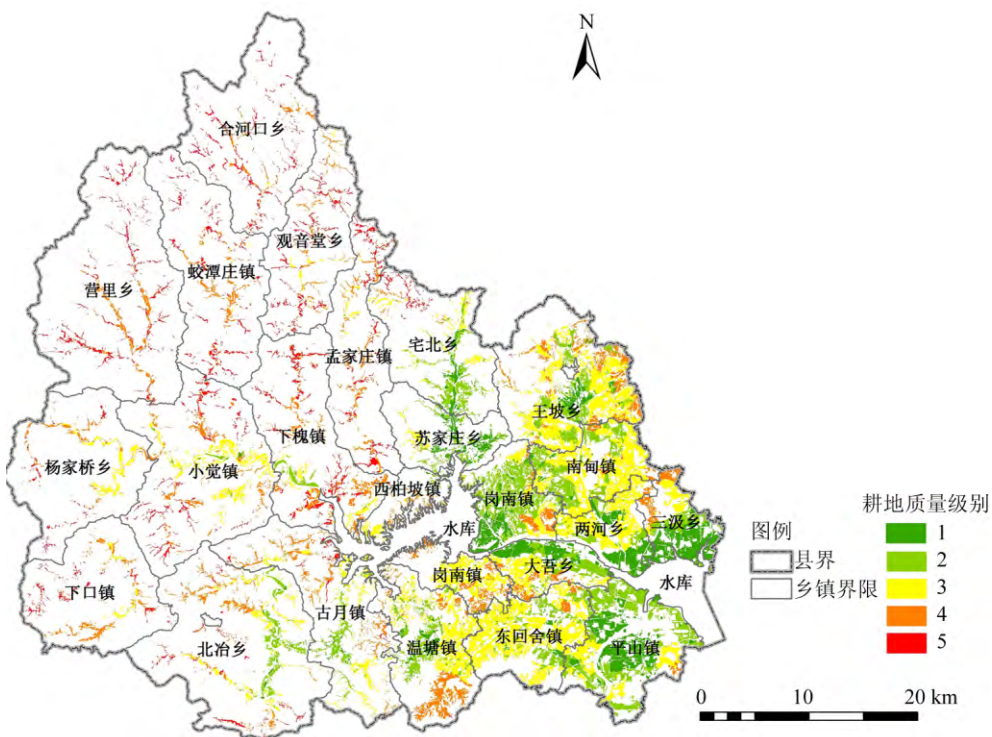 N
合河口乡
观音堂乡
蛟潭庄镇
营里乡
孟家庄镇
宅北乡
王坡乡
下槐镇
苏家庄乡
杨家桥乡
小觉镇
南甸镇
西柏坡镇
岗南镇
水库
两河乡
三汲乡
岗南镇
大吾乡
水库
下口镇
古月镇
北冶乡
温塘镇
东回舍镇
平山镇
图例
县界
乡镇界限
耕地质量级别
1
2
3
4
5
0 10 20 km